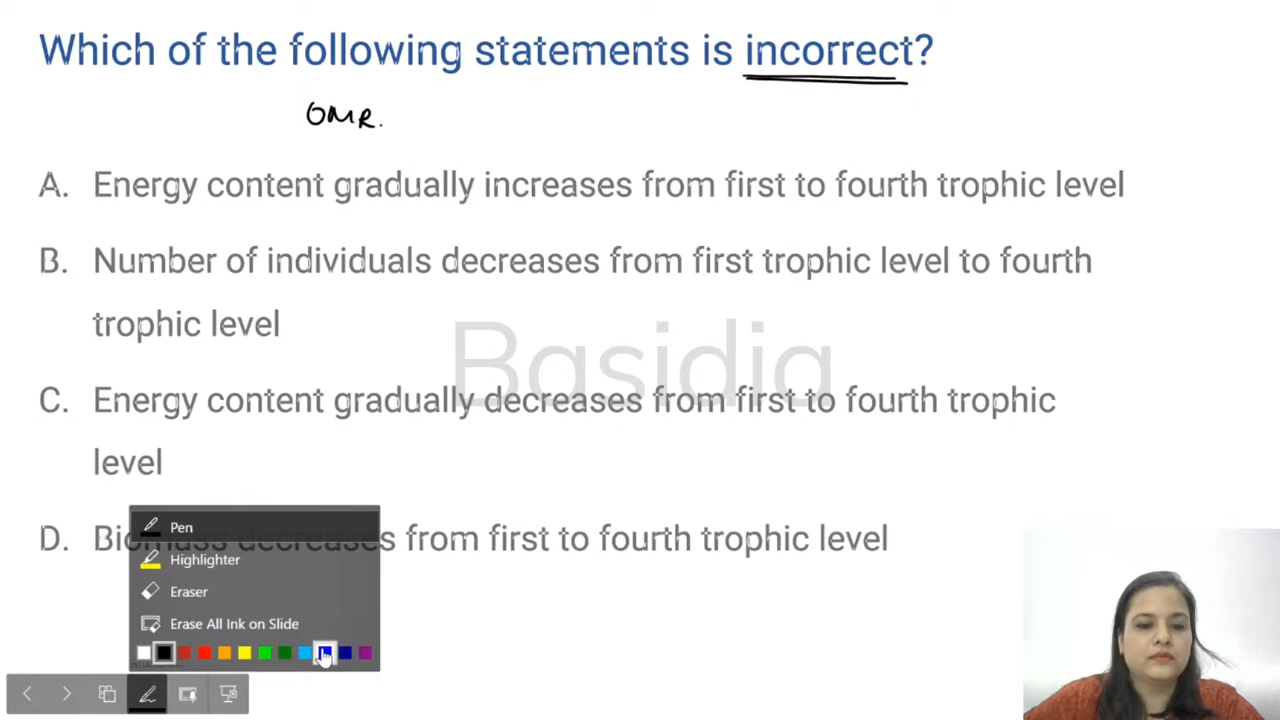 Which of the following statements is incorrect?
OMR.
A. Energy content gradually increases from first to fourth trophic level
B. Number of individuals decreases from first trophic level to fourth
trophic level
Basidia
C. Energy content gradually decreases from first to fourth trophic
level
Pen
D. Biomass decreases from first to fourth trophic level
Highlighter
Eraser
Erase All Ink on Slide